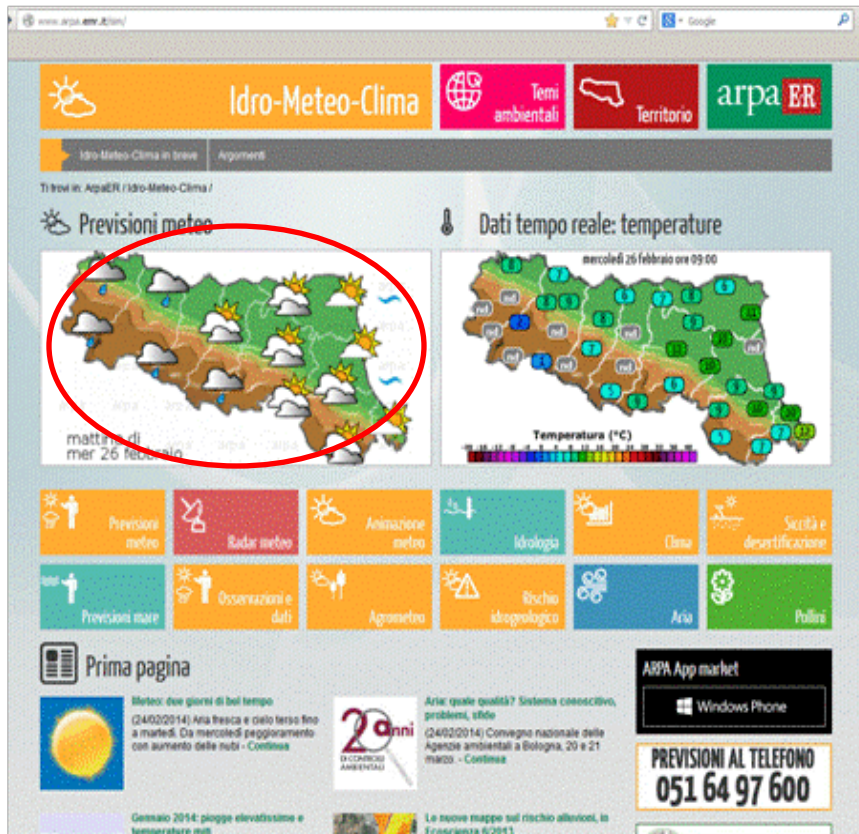 www.arpa.emr.it/sim/
Google
Idro-Meteo-Clima
Temi
ambientali
Territorio
arpa ER
Idro-Meteo-Clima in breve
Argomenti
Ti trovi in: ArpaER / Idro-Meteo-Clima /
Previsioni meteo
Dati tempo reale: temperature
mattina di
mer 26 febbraio
mercoledì 26 febbraio ore 09:00
Temperatura (°C)
Previsioni
meteo
Radar meteo
Animazione
meteo
Idrologia
Clima
Siccità e
desertificazione
Previsioni mare
Osservazioni e
dati
Agrometeo
Rischio
idrogeologico
Aria
Pollini
Prima pagina
Meteo: due giorni di bel tempo
(24/02/2014) Aria fresca e cielo terso fino
a martedì. Da mercoledì peggioramento
con aumento delle nubi - Continua
20 anni
DI CONTROLLI
AMBIENTALI
Aria: quale qualità? Sistema conoscitivo,
problemi, sfide
(24/02/2014) Convegno nazionale delle
Agenzie ambientali a Bologna, 20 e 21
marzo. - Continua
ARPA App market
Windows Phone
PREVISIONI AL TELEFONO
051 64 97 600
Gennaio 2014: piogge elevatissime e
temperature miti
Le nuove mappe sul rischio alluvioni, in
Ecoscienza 6/2013